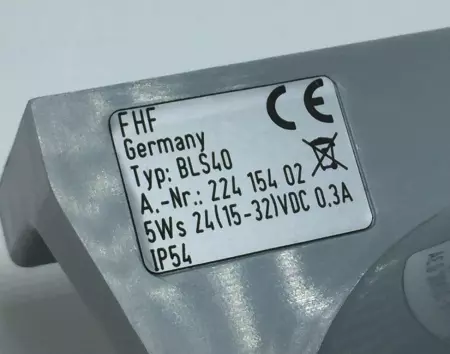 FHF
Germany
Typ: BLS40
A.-Nr.: 224 154 02
5Ws 24(15-32)VDC 0.3A
IP54
CE